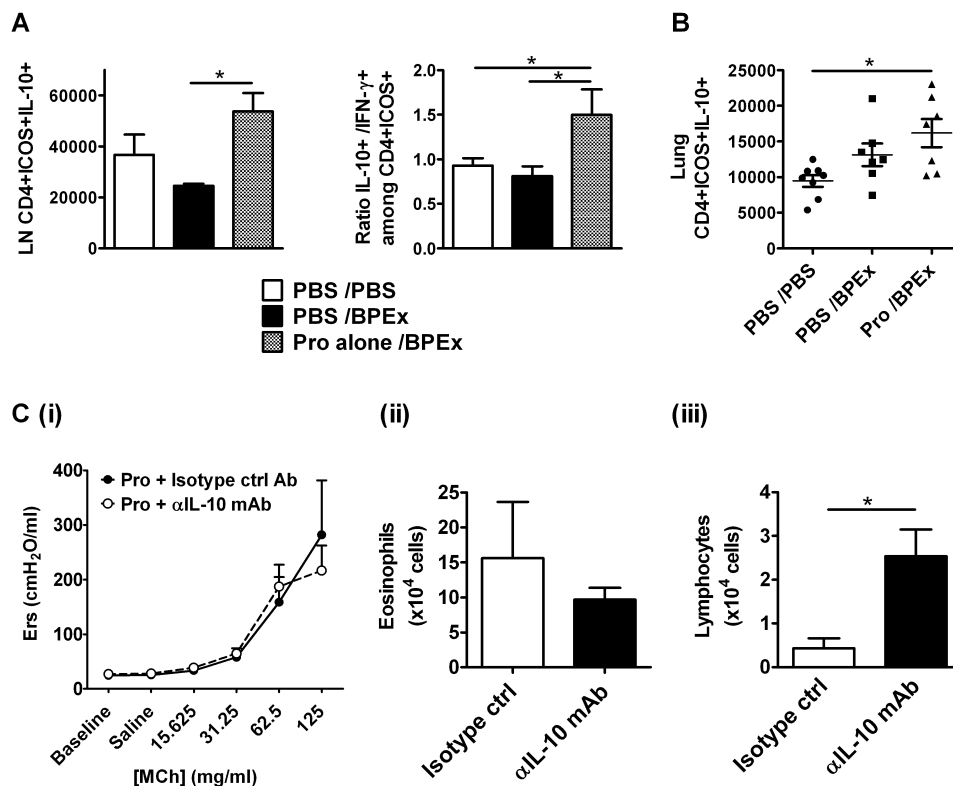 A
B
LN CD4+ICOS+IL-10+
60000
40000
20000
0
*
Ratio IL-10+ /IFN-γ+
among CD4+ICOS+
2.0
1.5
1.0
0.5
0.0
*
*
Lung
CD4+ICOS+IL-10+
25000
20000
15000
10000
5000
0
*
PBS /PBS
PBS /BPEx
Pro /BPEx
PBS /PBS
PBS /BPEx
Pro alone /BPEx
C (i)
(ii)
(iii)
Ers (cmH₂O/ml)
400
300
200
100
0
Pro + Isotype ctrl Ab
Pro + αIL-10 mAb
Baseline
Saline
15.625
31.25
62.5
125
[MCh] (mg/ml)
Eosinophils
(x10⁴ cells)
25
20
15
10
5
0
Isotype ctrl
αIL-10 mAb
Lymphocytes
(x10⁴ cells)
4
3
2
1
0
*
Isotype ctrl
αIL-10 mAb